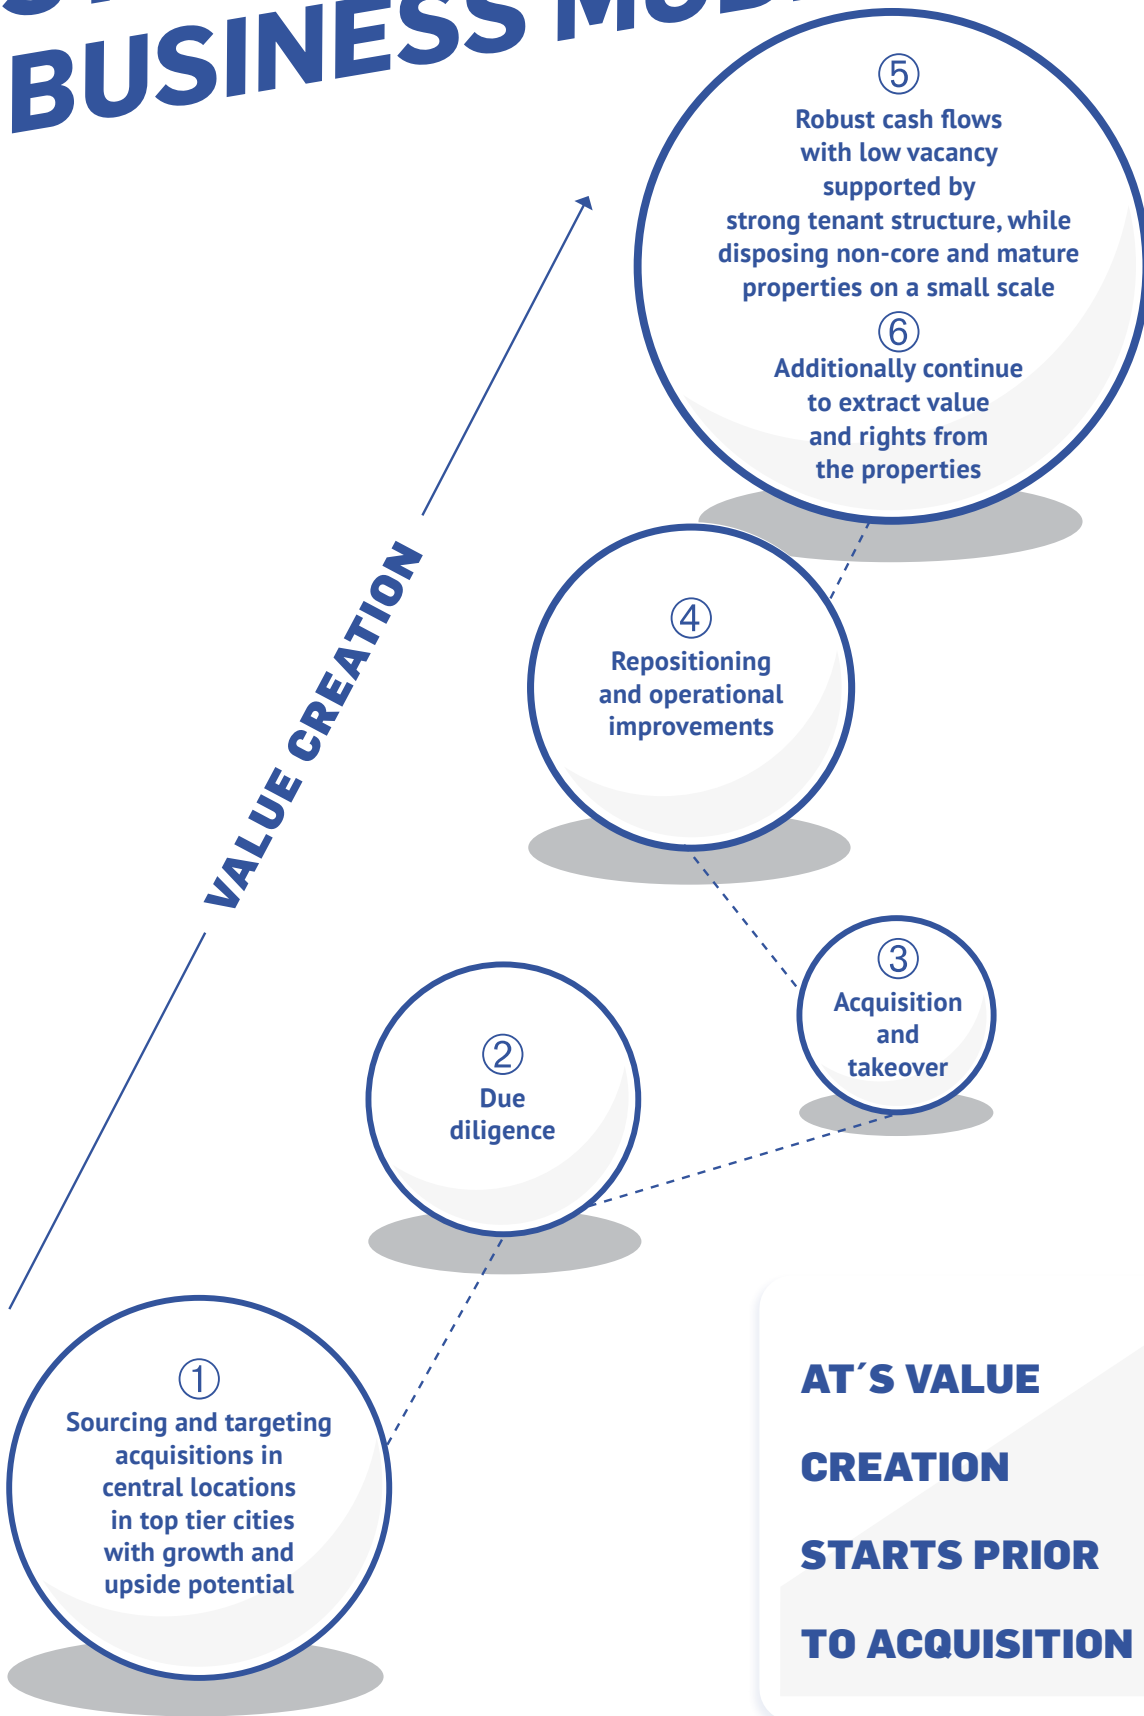 BUSINESS
⑤
Robust cash flows
with low vacancy
supported by
strong tenant structure, while
disposing non-core and mature
properties on a small scale
⑥
Additionally continue
to extract value
and rights from
the properties
④
Repositioning
and operational
improvements
VALUE CREATION
③
Acquisition
and
takeover
②
Due
diligence
①
Sourcing and targeting
acquisitions in
central locations
in top tier cities
with growth and
upside potential
AT´S VALUE
CREATION
STARTS PRIOR
TO ACQUISITION